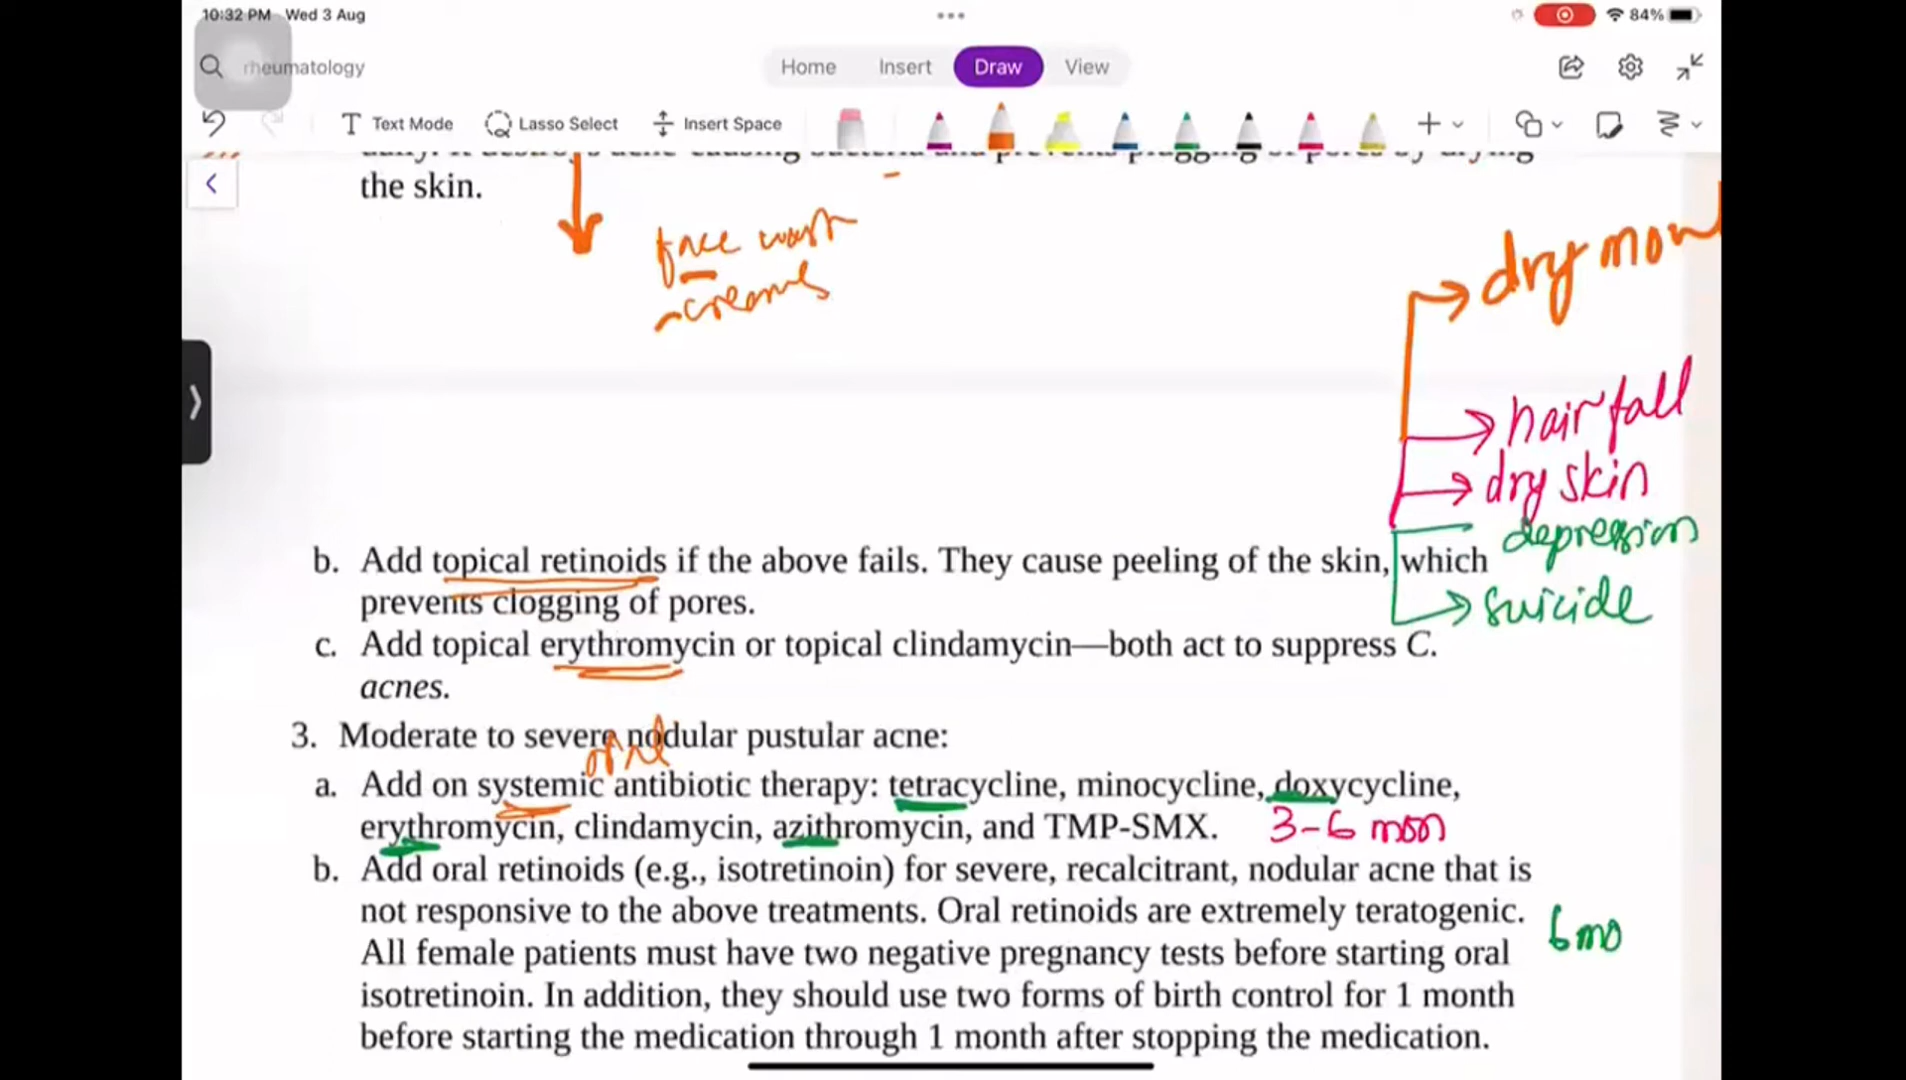 10:32 PM Wed 3 Aug
84%
rheumatology
Home Insert Draw View
Text Mode Lasso Select Insert Space
the skin.
face wash
creams
dry
hair fall
dry skin
depression
suicide
b. Add topical retinoids if the above fails. They cause peeling of the skin, which
prevents clogging of pores.
c. Add topical erythromycin or topical clindamycin—both act to suppress C.
acnes.
3. Moderate to severe nodular pustular acne:
oral
a. Add on systemic antibiotic therapy: tetracycline, minocycline, doxycycline,
erythromycin, clindamycin, azithromycin, and TMP-SMX.
3-6 mon
b. Add oral retinoids (e.g., isotretinoin) for severe, recalcitrant, nodular acne that is
not responsive to the above treatments. Oral retinoids are extremely teratogenic.
6 mo
All female patients must have two negative pregnancy tests before starting oral
isotretinoin. In addition, they should use two forms of birth control for 1 month
before starting the medication through 1 month after stopping the medication.